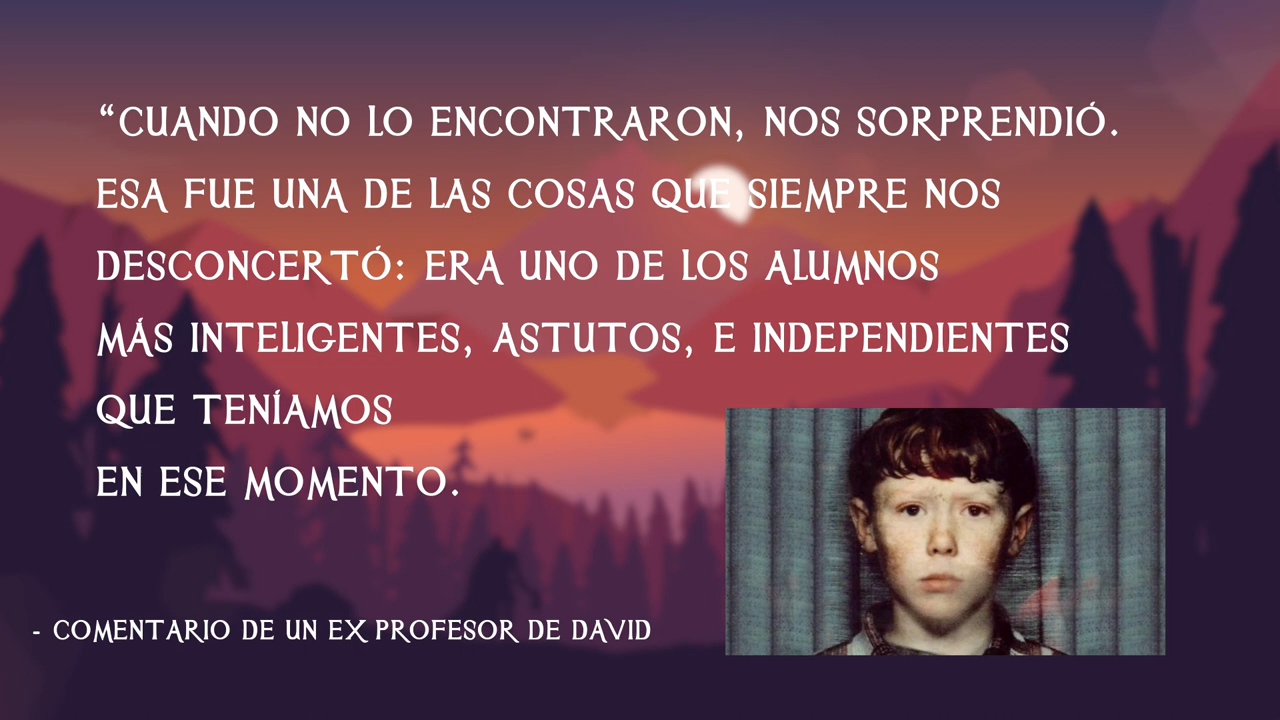 “CUANDO NO LO ENCONTRARON, NOS SORPRENDIÓ.
ESA FUE UNA DE LAS COSAS QUE SIEMPRE NOS
DESCONCERTÓ: ERA UNO DE LOS ALUMNOS
MÁS INTELIGENTES, ASTUTOS, E INDEPENDIENTES
QUE TENÍAMOS
EN ESE MOMENTO.
- COMENTARIO DE UN EX PROFESOR DE DAVID